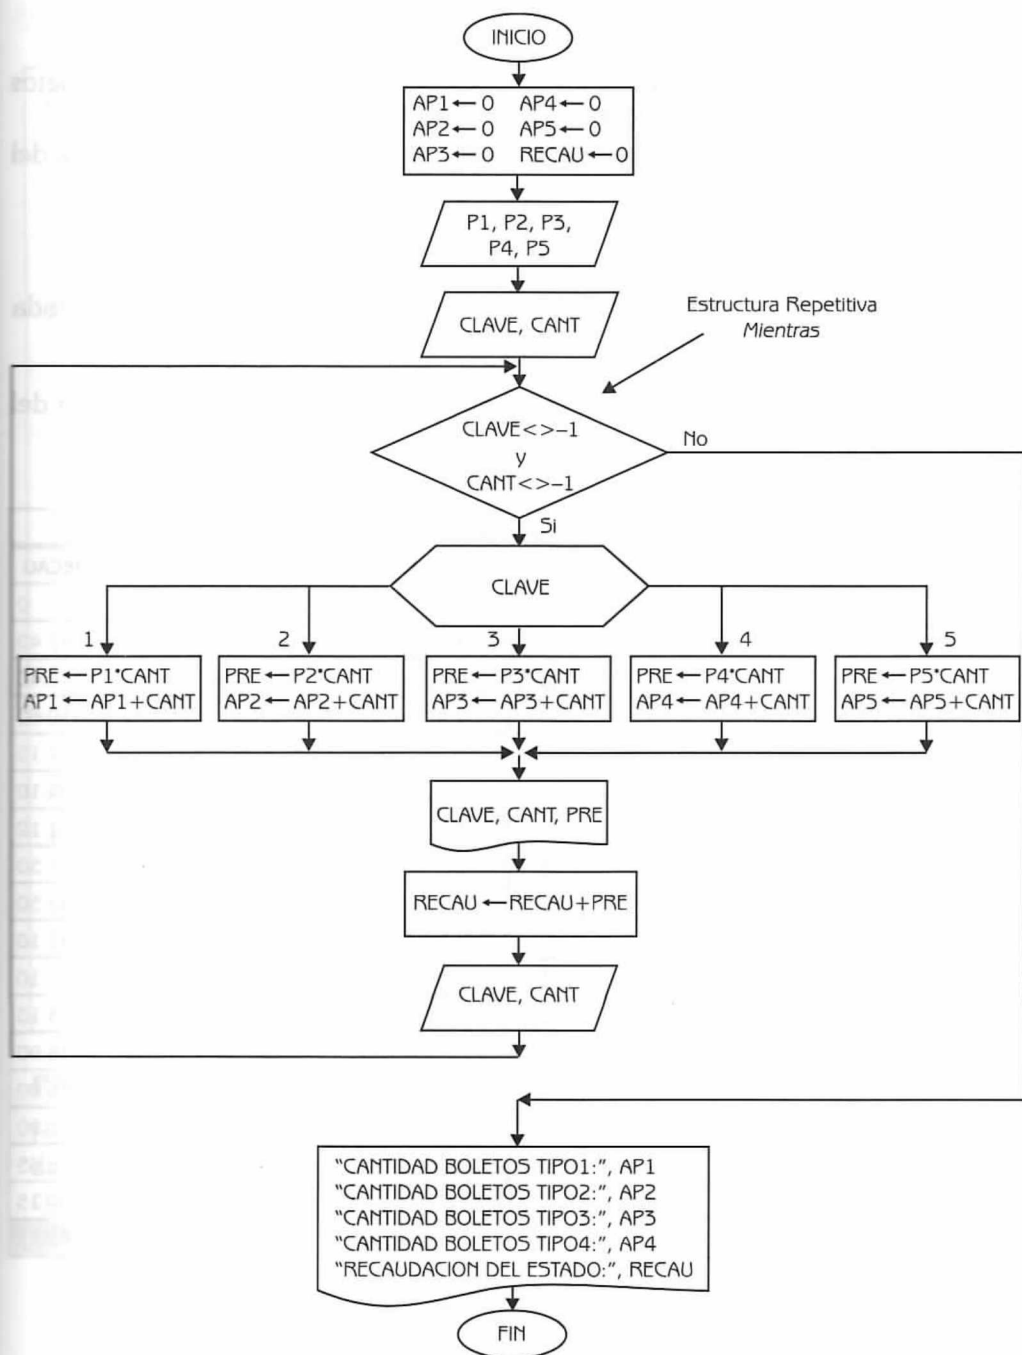 INICIO
AP1 ← 0 AP4 ← 0
AP2 ← 0 AP5 ← 0
AP3 ← 0 RECAU ← 0
P1, P2, P3,
P4, P5
CLAVE, CANT
Estructura Repetitiva
Mientras
CLAVE<>-1
y
CANT<>-1
No
Si
CLAVE
1 2 3 4 5
PRE ← P1*CANT
AP1 ← AP1+CANT
PRE ← P2*CANT
AP2 ← AP2+CANT
PRE ← P3*CANT
AP3 ← AP3+CANT
PRE ← P4*CANT
AP4 ← AP4+CANT
PRE ← P5*CANT
AP5 ← AP5+CANT
CLAVE, CANT, PRE
RECAU ← RECAU+PRE
CLAVE, CANT
"CANTIDAD BOLETOS TIPO1:", AP1
"CANTIDAD BOLETOS TIPO2:", AP2
"CANTIDAD BOLETOS TIPO3:", AP3
"CANTIDAD BOLETOS TIPO4:", AP4
"RECAUDACION DEL ESTADO:", RECAU
FIN